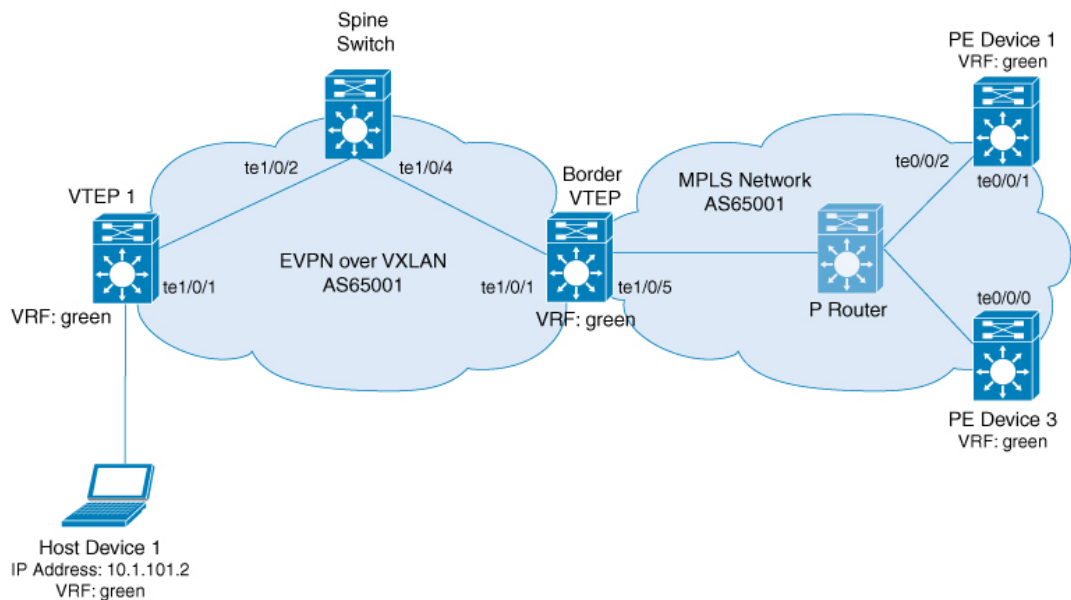 Spine
Switch
PE Device 1
VRF: green
te1/0/2
te1/0/4
Border
VTEP
MPLS Network
AS65001
te0/0/2
te0/0/1
VTEP 1
EVPN over VXLAN
AS65001
te1/0/1
te1/0/1
te1/0/5
VRF: green
VRF: green
P Router
te0/0/0
PE Device 3
VRF: green
Host Device 1
IP Address: 10.1.101.2
VRF: green